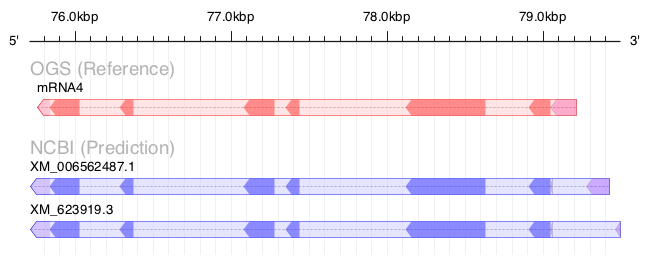 76.0kbp 77.0kbp 78.0kbp 79.0kbp
5' 3'
OGS (Reference)
mRNA4
NCBI (Prediction)
XM_006562487.1
XM_623919.3